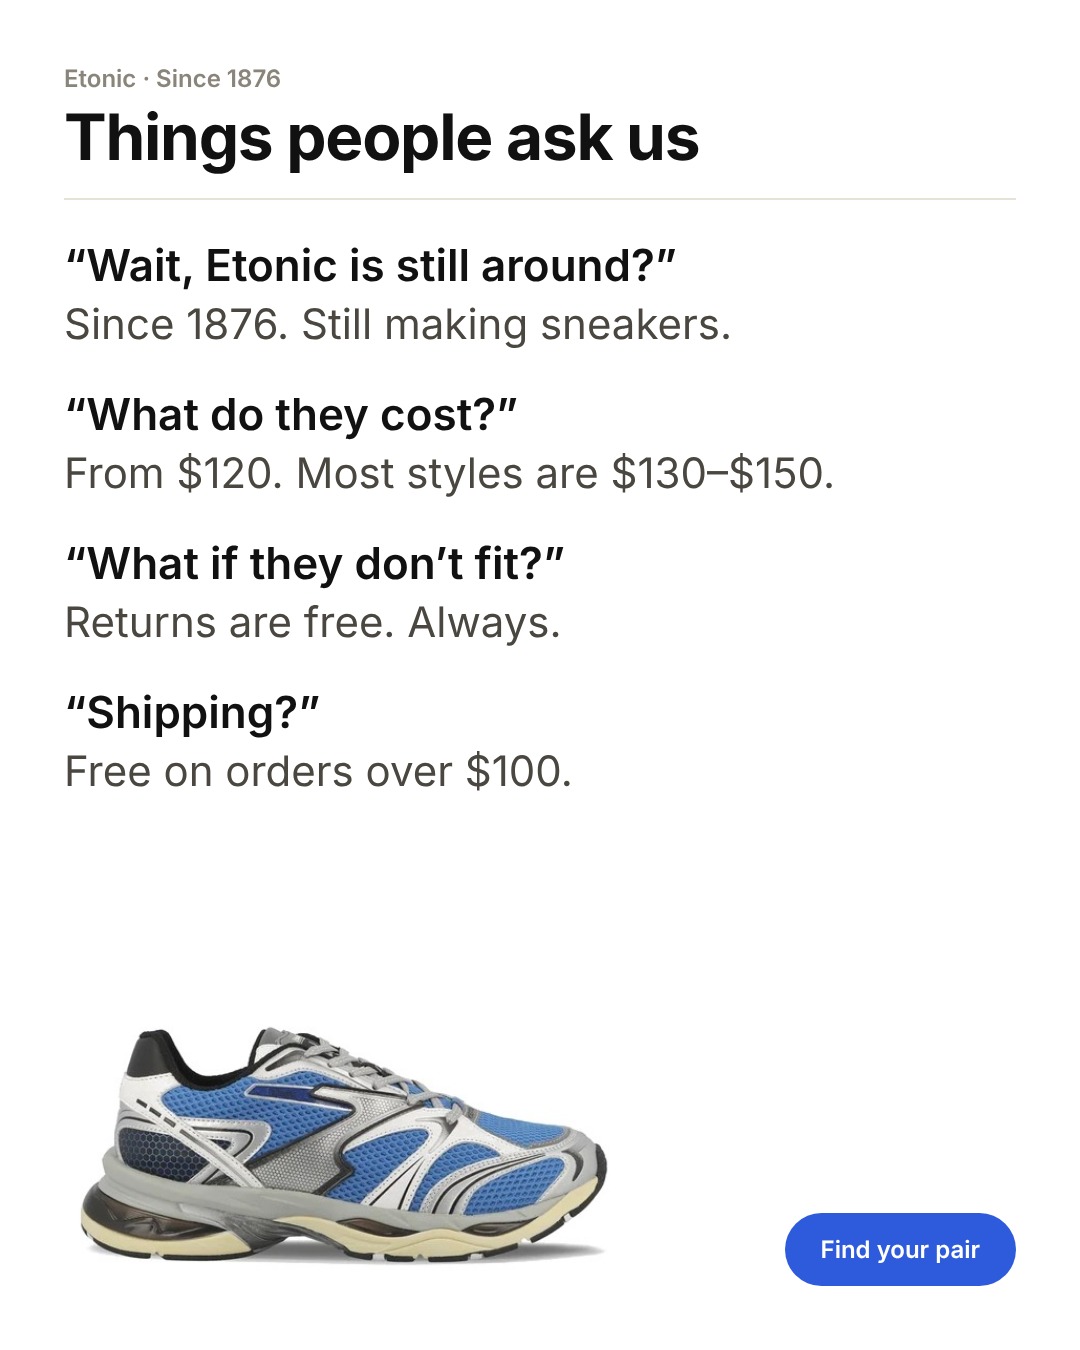 Etonic · Since 1876
Things people ask us
“Wait, Etonic is still around?”
Since 1876. Still making sneakers.
“What do they cost?”
From $120. Most styles are $130–$150.
“What if they don’t fit?”
Returns are free. Always.
“Shipping?”
Free on orders over $100.
Find your pair